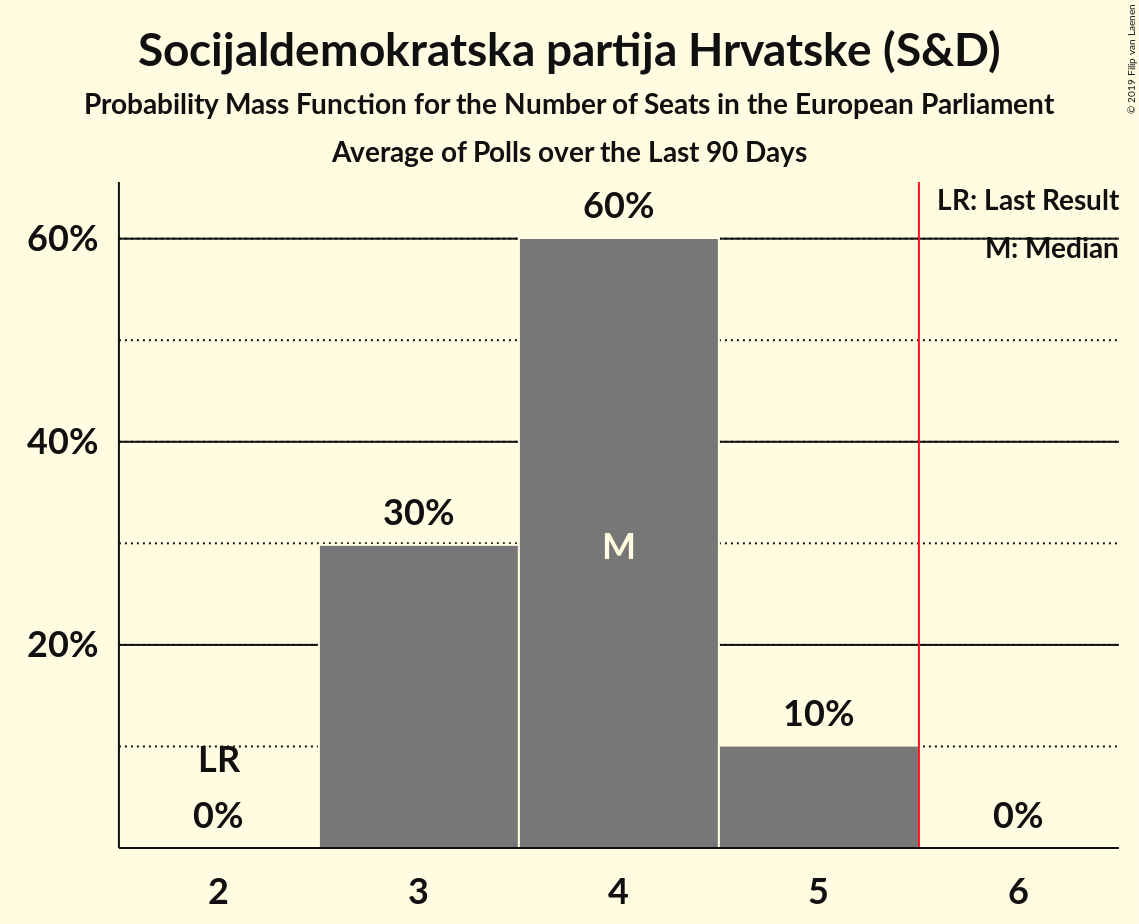 Socijaldemokratska partija Hrvatske (S&D)
Probability Mass Function for the Number of Seats in the European Parliament
Average of Polls over the Last 90 Days
© 2019 Filip van Laenen
LR: Last Result
M: Median
60%
40%
20%
LR
0%
30%
60%
M
10%
0%
2 3 4 5 6